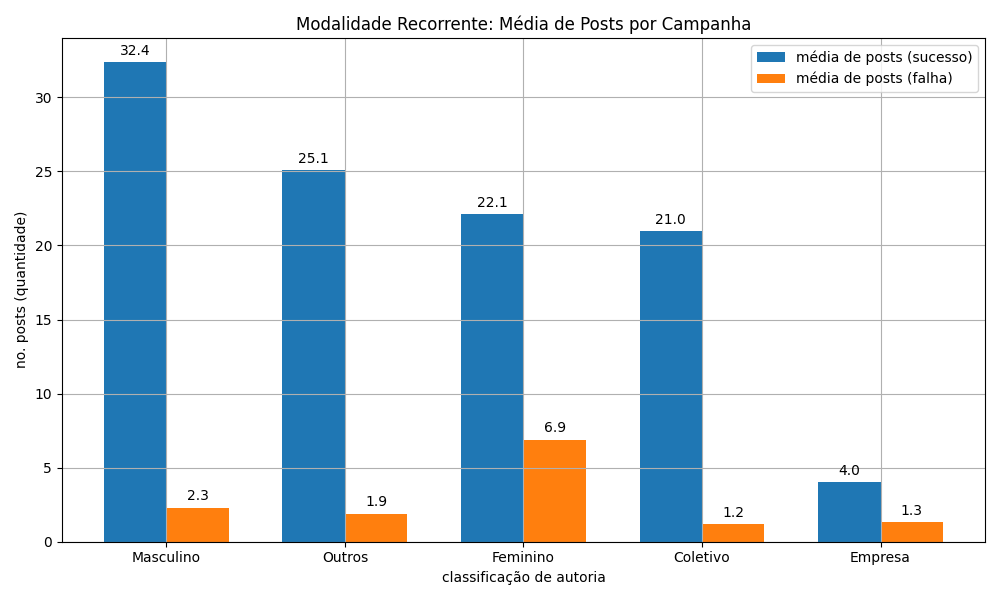 Modalidade Recorrente: Média de Posts por Campanha
média de posts (sucesso)
média de posts (falha)
no. posts (quantidade)
30
25
20
15
10
5
0
32.4
2.3
25.1
1.9
22.1
6.9
21.0
1.2
4.0
1.3
Masculino
Outros
Feminino
Coletivo
Empresa
classificação de autoria